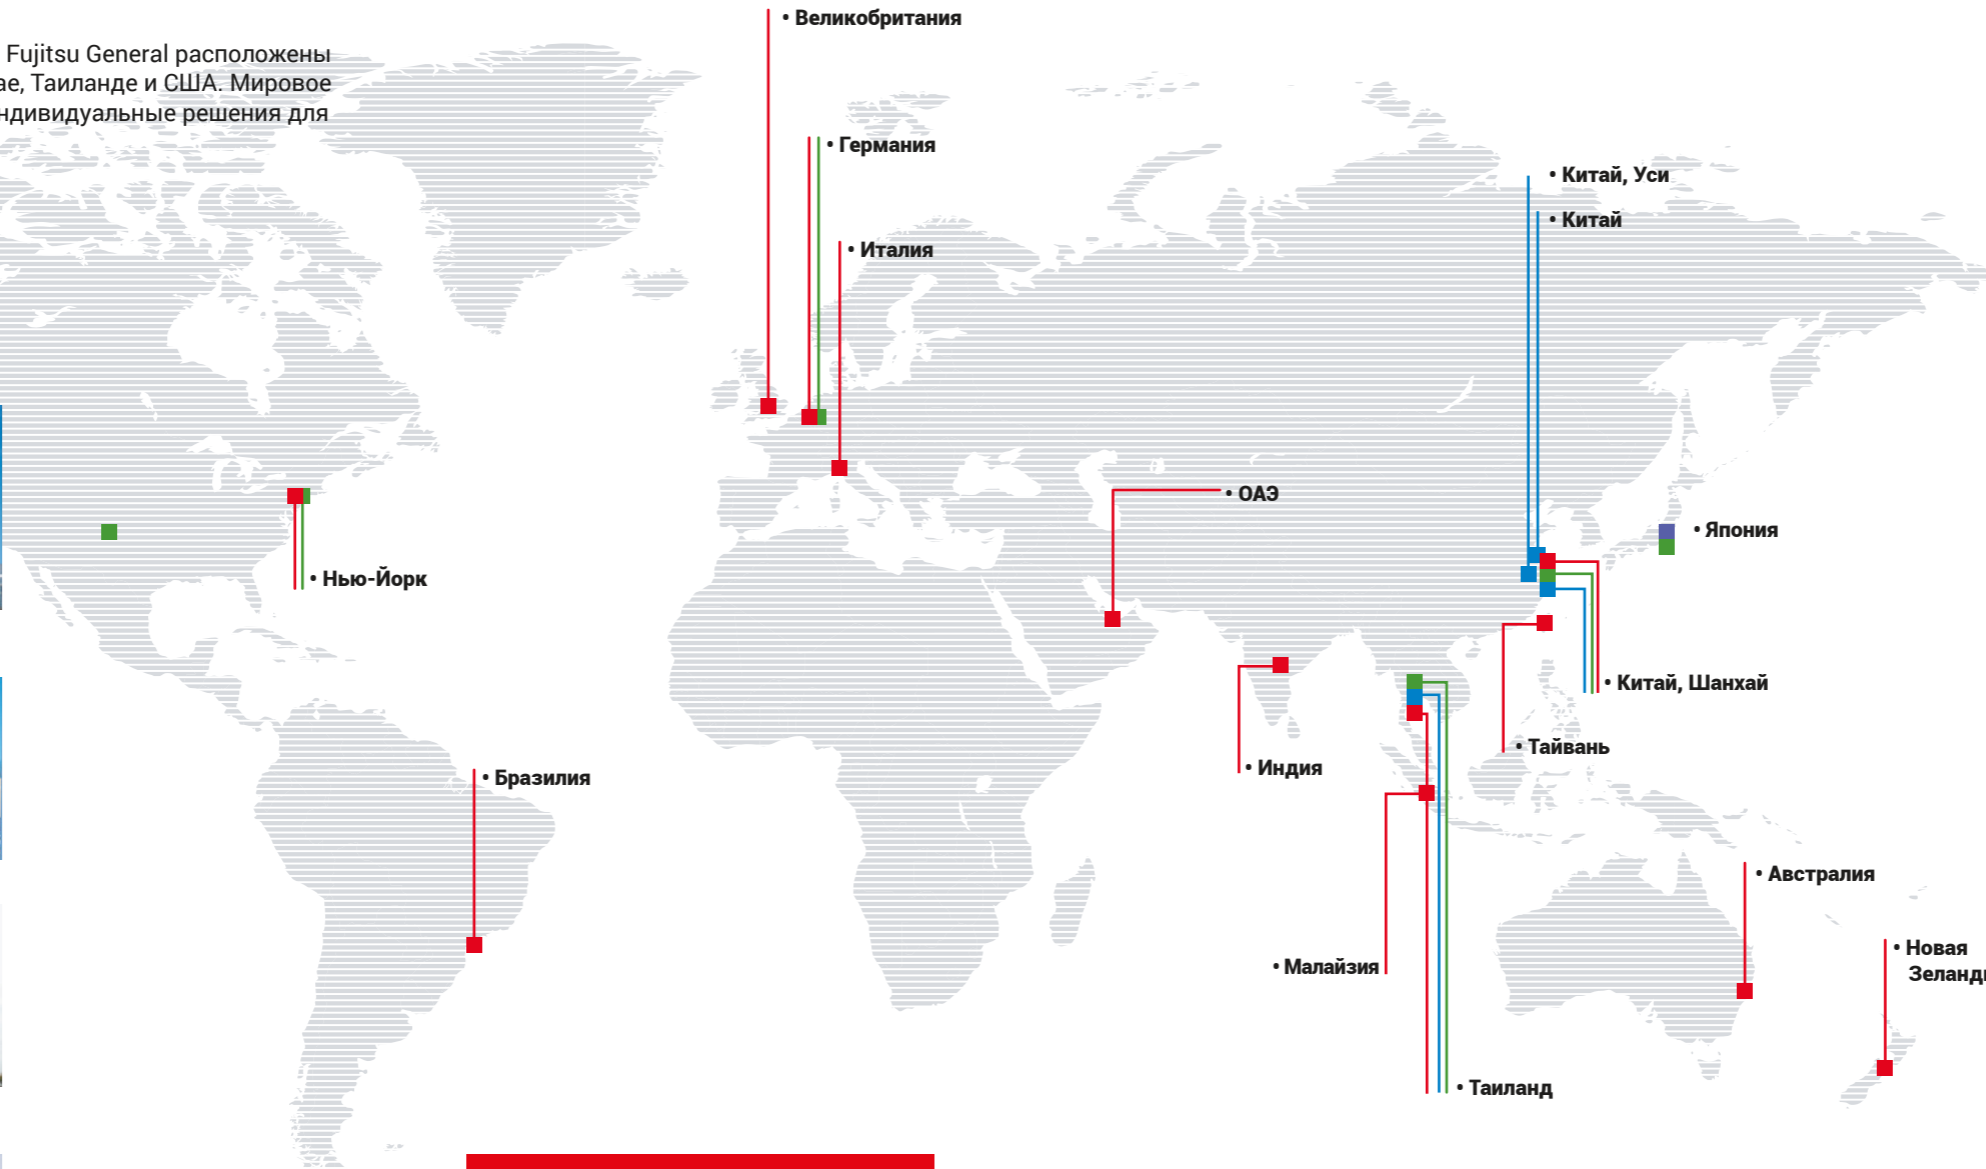 Fujitsu General расположены
ае, Таиланде и США. Мировое
ндивидуальные решения для
• Великобритания
• Германия
• Китай, Уси
• Китай
• Италия
• ОАЭ
• Япония
• Нью-Йорк
• Китай, Шанхай
• Тайвань
• Индия
• Бразилия
• Австралия
• Новая
Зеланди
• Малайзия
• Таиланд